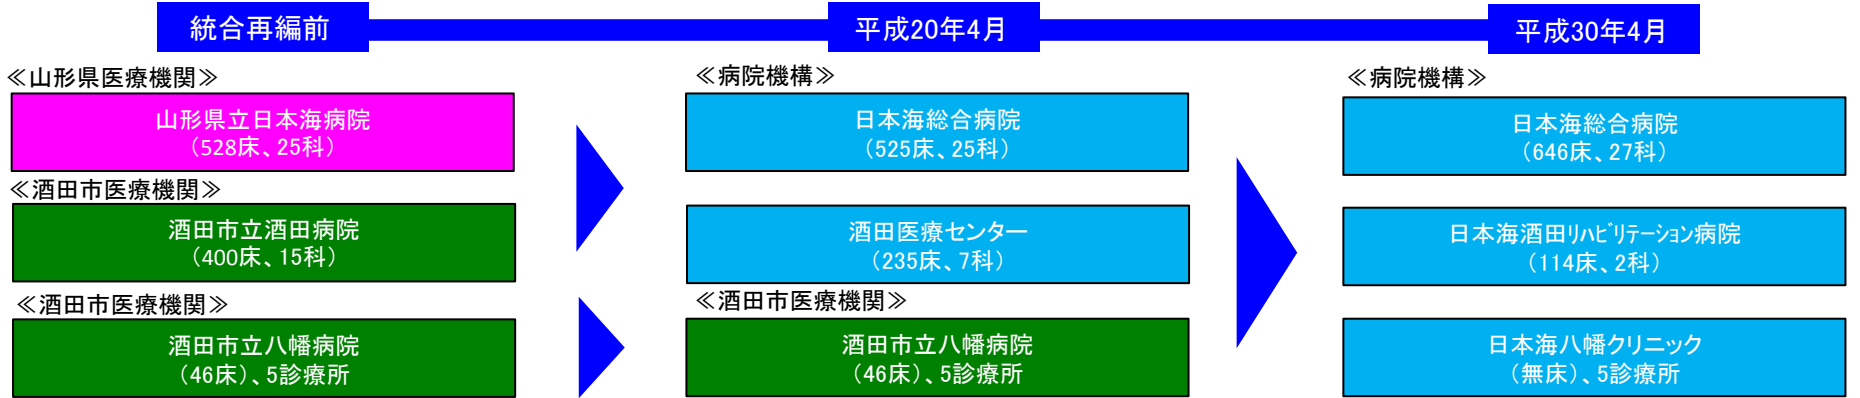 統合再編前
平成20年4月
平成30年4月
≪山形県医療機関≫
山形県立日本海病院
（528床、25科）
≪酒田市医療機関≫
酒田市立酒田病院
（400床、15科）
≪酒田市医療機関≫
酒田市立八幡病院
（46床）、5診療所
≪病院機構≫
日本海総合病院
（525床、25科）
酒田医療センター
（235床、7科）
≪酒田市医療機関≫
酒田市立八幡病院
（46床）、5診療所
≪病院機構≫
日本海総合病院
（646床、27科）
日本海酒田ﾘﾊﾋﾞﾘﾃｰｼｮﾝ病院
（114床、2科）
日本海八幡クリニック
（無床）、5診療所